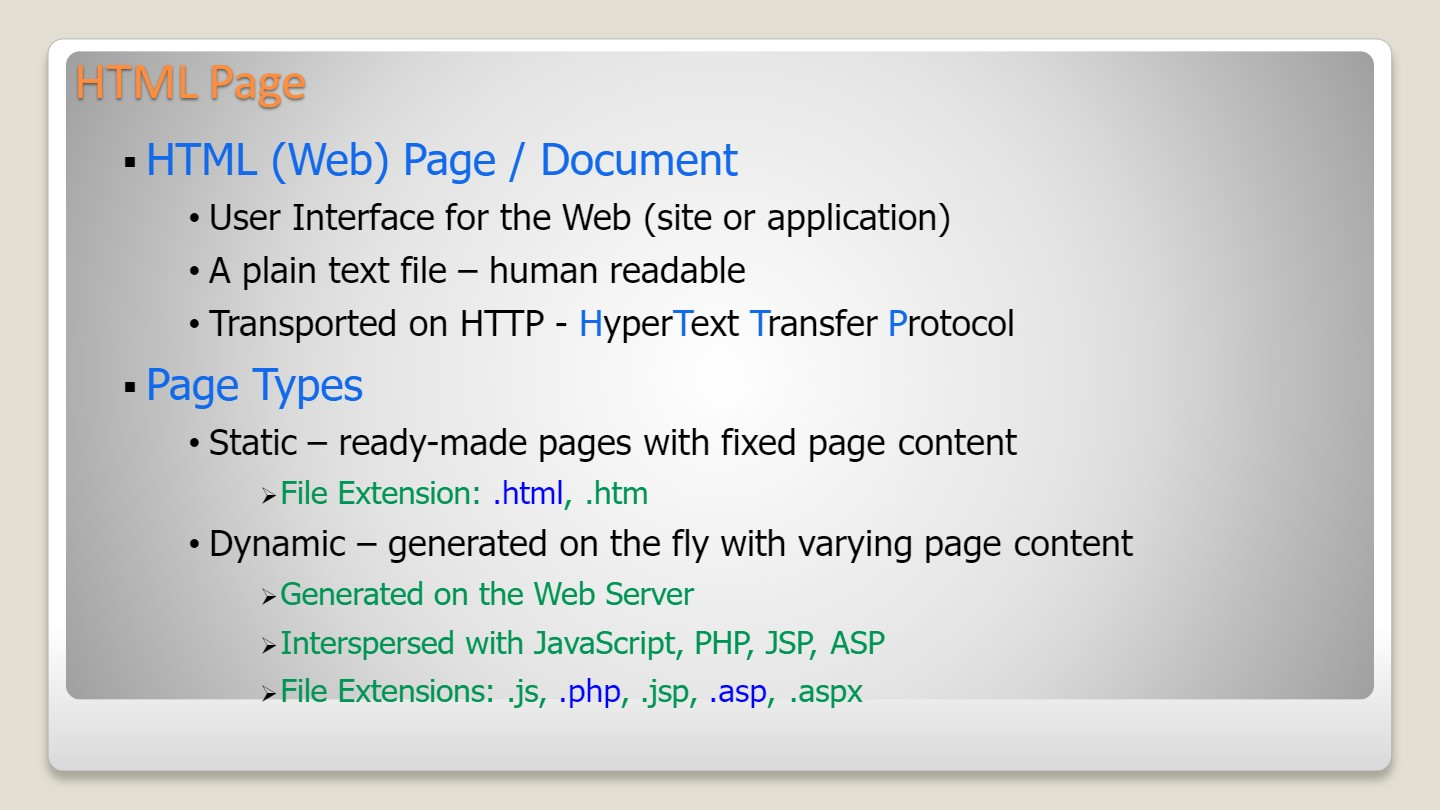 HTML Page
▪ HTML (Web) Page / Document
• User Interface for the Web (site or application)
• A plain text file – human readable
• Transported on HTTP - HyperText Transfer Protocol
▪ Page Types
• Static – ready-made pages with fixed page content
➢ File Extension: .html, .htm
• Dynamic – generated on the fly with varying page content
➢ Generated on the Web Server
➢ Interspersed with JavaScript, PHP, JSP, ASP
➢ File Extensions: .js, .php, .jsp, .asp, .aspx